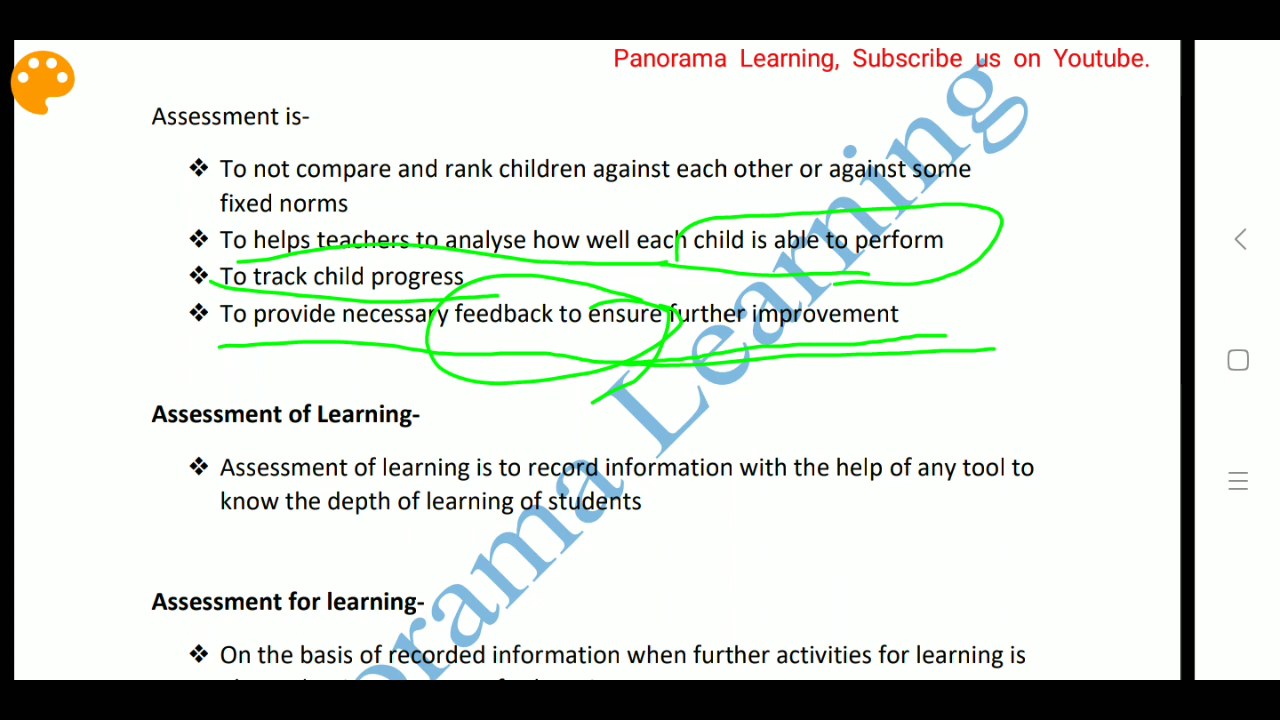 Panorama Learning, Subscribe us on Youtube.
Assessment is-
❖ To not compare and rank children against each other or against some
fixed norms
❖ To helps teachers to analyse how well each child is able to perform
❖ To track child progress
❖ To provide necessary feedback to ensure further improvement
Assessment of Learning-
❖ Assessment of learning is to record information with the help of any tool to
know the depth of learning of students
Assessment for learning-
❖ On the basis of recorded information when further activities for learning is
orama Learning